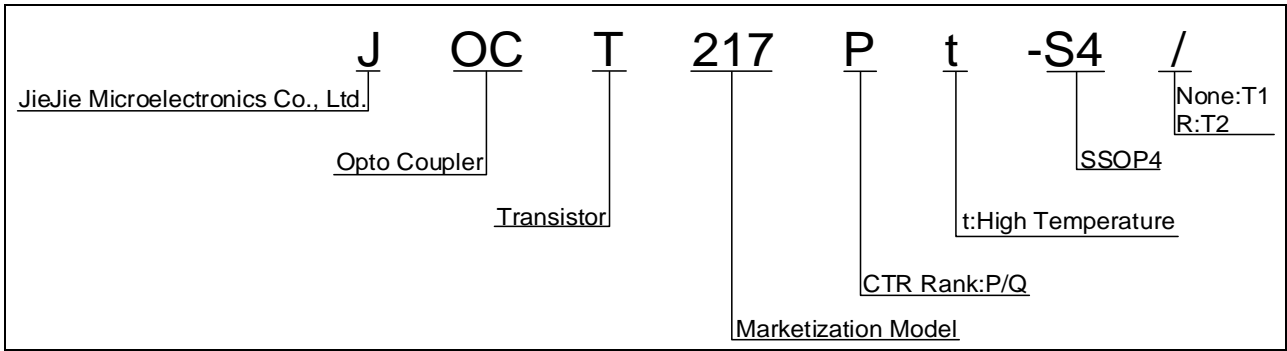 J OC T 217 P t -S4 /
JieJie Microelectronics Co., Ltd.
None:T1
R:T2
Opto Coupler
SSOP4
Transistor
t:High Temperature
CTR Rank:P/Q
Marketization Model